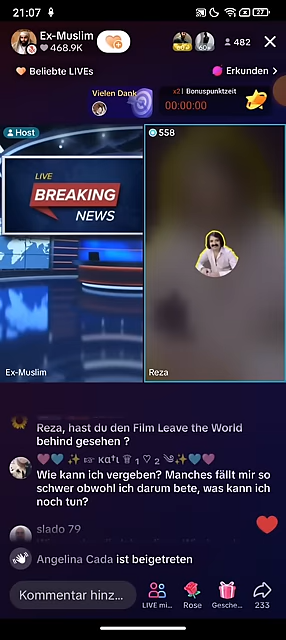 21:07
27
Ex-Muslim
468.9K
482
Beliebte LIVEs
Erkunden
Vielen Dank
x2| Bonuspunktzeit
00:00:00
Host
558
LIVE
BREAKING
NEWS
Ex-Muslim
Reza
Reza, hast du den Film Leave the World
behind gesehen ?
Wie kann ich vergeben? Manches fällt mir so
schwer obwohl ich darum bete, was kann ich
noch tun?
slado 79
Angelina Cada ist beigetreten
Kommentar hinz...
LIVE mi...
Rose
Gesche...
233